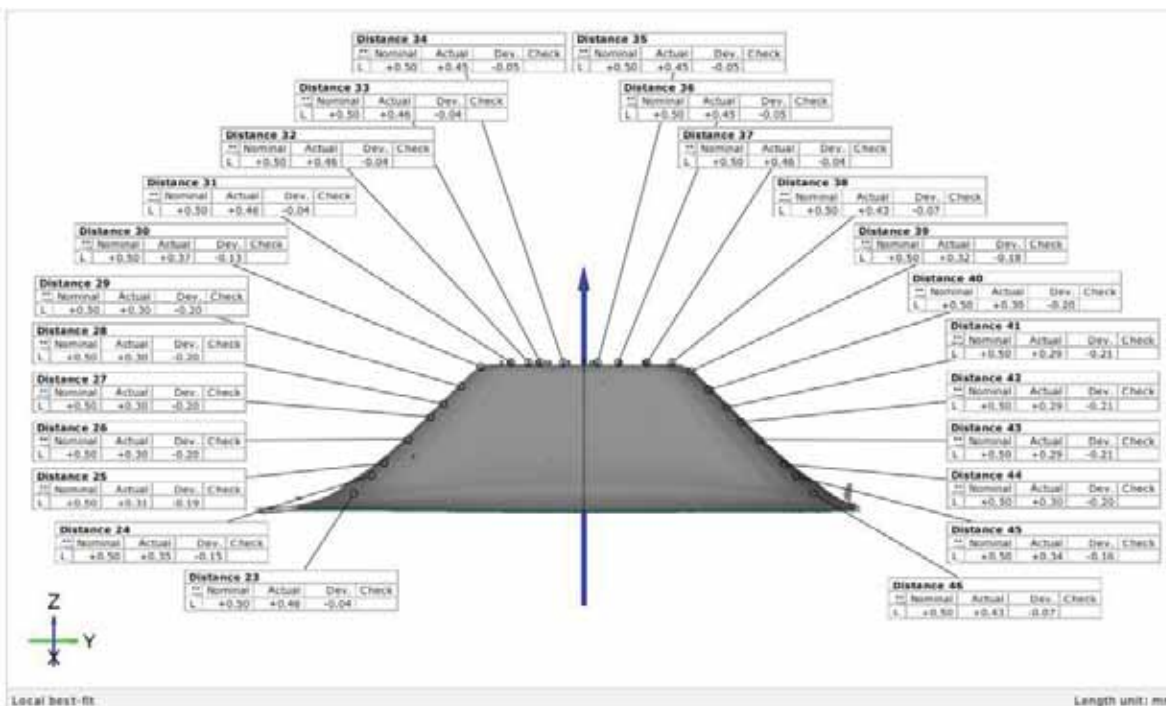 Distance 34
Nominal Actual Dev. Check
L +0.50 +0.45 -0.05
Distance 35
Nominal Actual Dev. Check
L +0.50 +0.45 -0.05
Distance 33
Nominal Actual Dev. Check
L +0.50 +0.46 -0.04
Distance 36
Nominal Actual Dev. Check
L +0.50 +0.45 -0.05
Distance 32
Nominal Actual Dev. Check
L +0.50 +0.46 -0.04
Distance 37
Nominal Actual Dev. Check
L +0.50 +0.46 -0.04
Distance 31
Nominal Actual Dev. Check
L +0.50 +0.46 -0.04
Distance 38
Nominal Actual Dev. Check
L +0.50 +0.43 -0.07
Distance 30
Nominal Actual Dev. Check
L +0.50 +0.37 -0.13
Distance 39
Nominal Actual Dev. Check
L +0.50 +0.32 -0.18
Distance 29
Nominal Actual Dev. Check
L +0.50 +0.30 -0.20
Distance 40
Nominal Actual Dev. Check
L +0.50 +0.30 -0.20
Distance 28
Nominal Actual Dev. Check
L +0.50 +0.30 -0.20
Distance 41
Nominal Actual Dev. Check
L +0.50 +0.29 -0.21
Distance 27
Nominal Actual Dev. Check
L +0.50 +0.30 -0.20
Distance 42
Nominal Actual Dev. Check
L +0.50 +0.29 -0.21
Distance 26
Nominal Actual Dev. Check
L +0.50 +0.30 -0.20
Distance 43
Nominal Actual Dev. Check
L +0.50 +0.29 -0.21
Distance 25
Nominal Actual Dev. Check
L +0.50 +0.31 -0.19
Distance 44
Nominal Actual Dev. Check
L +0.50 +0.30 -0.20
Distance 24
Nominal Actual Dev. Check
L +0.50 +0.35 -0.15
Distance 45
Nominal Actual Dev. Check
L +0.50 +0.34 -0.16
Distance 23
Nominal Actual Dev. Check
L +0.50 +0.46 -0.04
Distance 46
Nominal Actual Dev. Check
L +0.50 +0.43 -0.07
Z
Y
X
Local best-fit
Length unit: